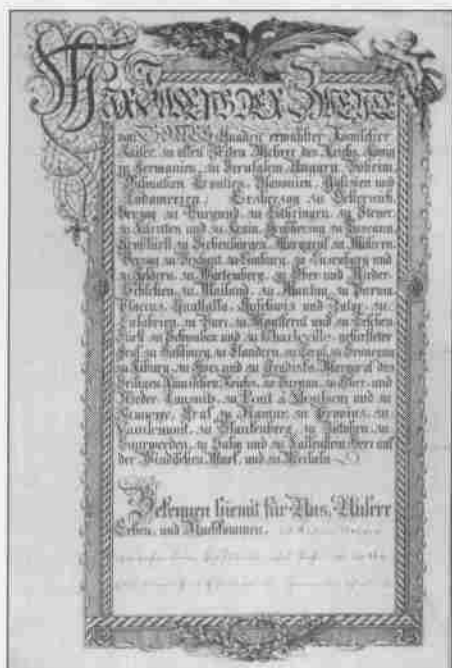 Wir Joseph der Zweite
von Gottes Gnaden erwählter Römischer
Kaiser, zu allen Zeiten Mehrer des Reichs, König
in Germanien, zu Jerusalem, Ungarn, Böheim,
Dalmatien, Croatien, Slavonien, Galizien und
Lodomerien, Erzherzog zu Oesterreich,
Herzog zu Burgund, zu Lothringen, zu Steyer,
zu Kärnten und zu Crain, Großherzog zu Toscana,
Großfürst zu Siebenbürgen, Marggraf zu Mähren,
Herzog zu Braband, zu Limburg, zu Luxenburg und
zu Geldern, zu Würtemberg, zu Ober und Nieder
Schlesien, zu Mailand, zu Mantua, zu Parma,
Placenz, Guastalla, Auschwitz und Zator, zu
Calabrien, zu Barr, zu Montferrat und zu Teschen,
Fürst zu Schwaben und zu Charleville, gefürsteter
Graf zu Habsburg, zu Flandern, zu Tyrol, zu Hennegau,
zu Kyburg, zu Görz und zu Gradisca, Marggraf des
Heiligen Römischen Reichs, zu Burgau, zu Ober und
Nieder Lausnitz, zu Pont à Mousson und zu
Nomeny, Graf zu Namur, zu Provinz, zu
Vaudemont, zu Blankenberg, zu Zütphen, zu
Saarwerden, zu Salm und zu Falkenstein, Herr auf
der Windischen Mark und zu Mecheln
Bekennen hiemit für Uns, Unsere
Erben, und Nachkommen,